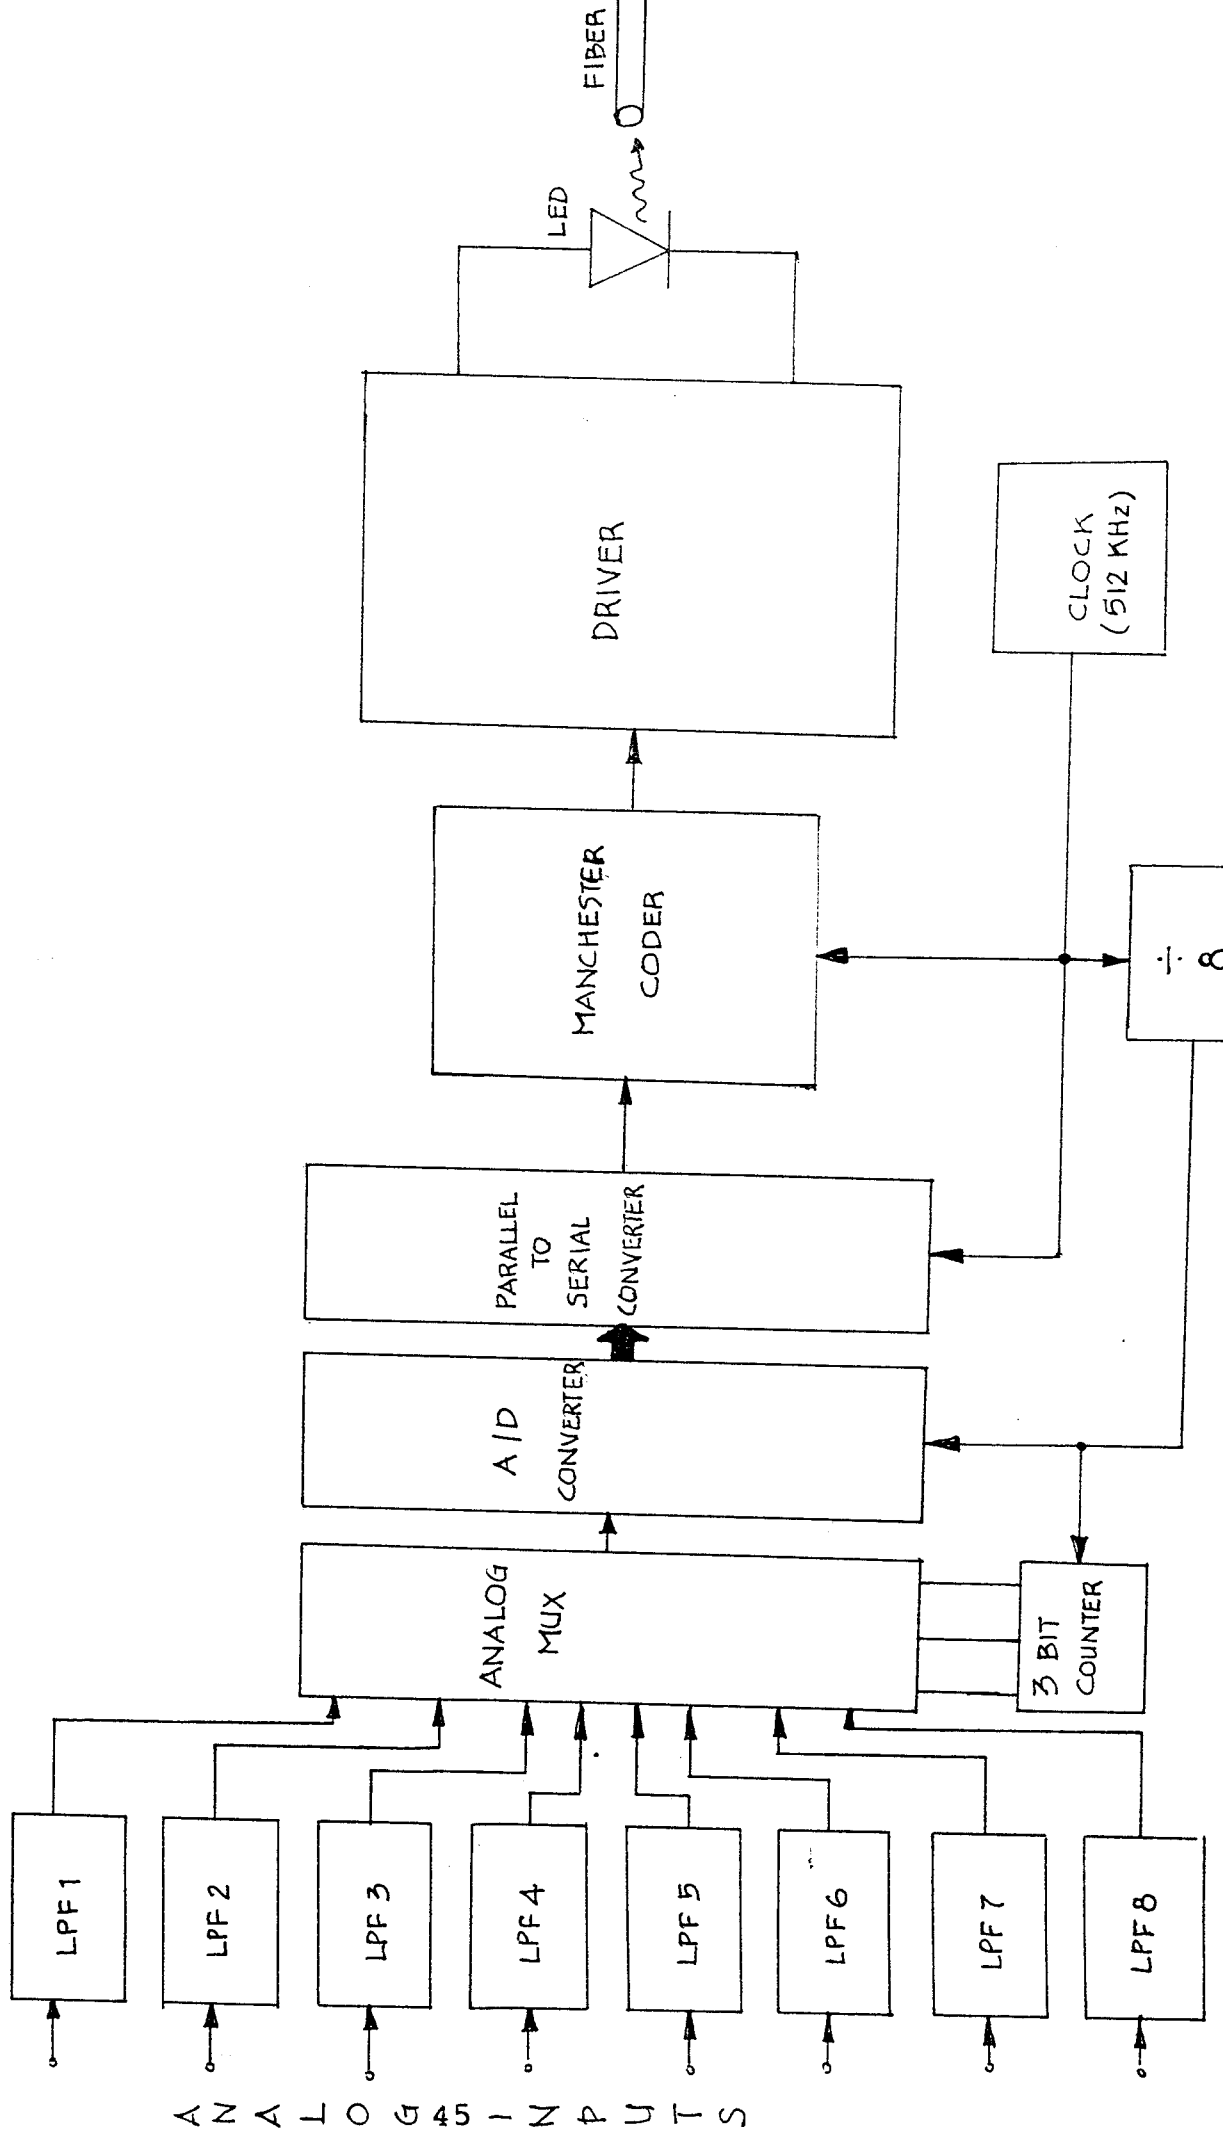 ANALOG INPUTS
45
LPF 1
LPF 2
LPF 3
LPF 4
LPF 5
LPF 6
LPF 7
LPF 8
ANALOG
MUX
3 BIT
COUNTER
A/D
CONVERTER
PARALLEL
TO
SERIAL
CONVERTER
MANCHESTER
CODER
÷
8
DRIVER
CLOCK
(512 KHz)
LED
FIBER